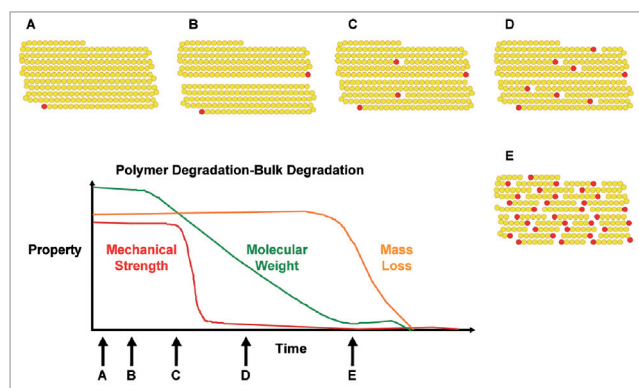 A
B
C
D
E
Polymer Degradation-Bulk Degradation
Property
Mechanical
Strength
Molecular
Weight
Mass
Loss
Time
A
B
C
D
E